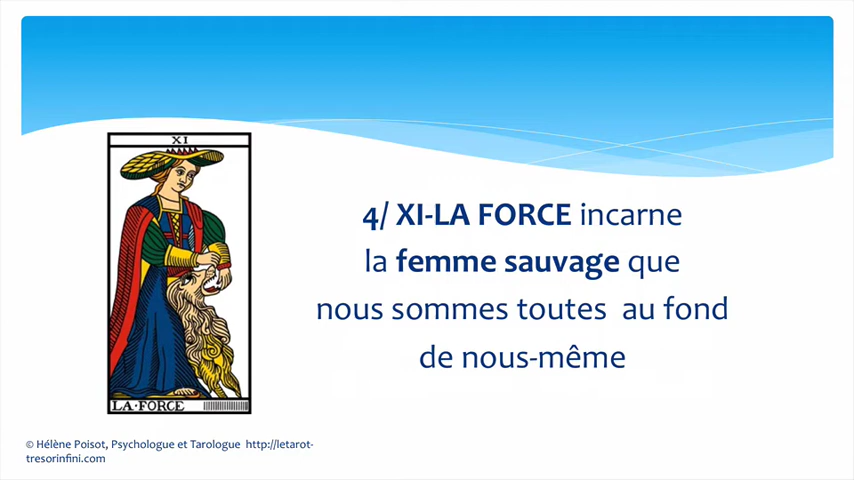 XI
4/ XI-LA FORCE incarne
la femme sauvage que
nous sommes toutes au fond
de nous-même
LA·FORCE
© Hélène Poisot, Psychologue et Tarologue http://letarot-
tresorinfini.com